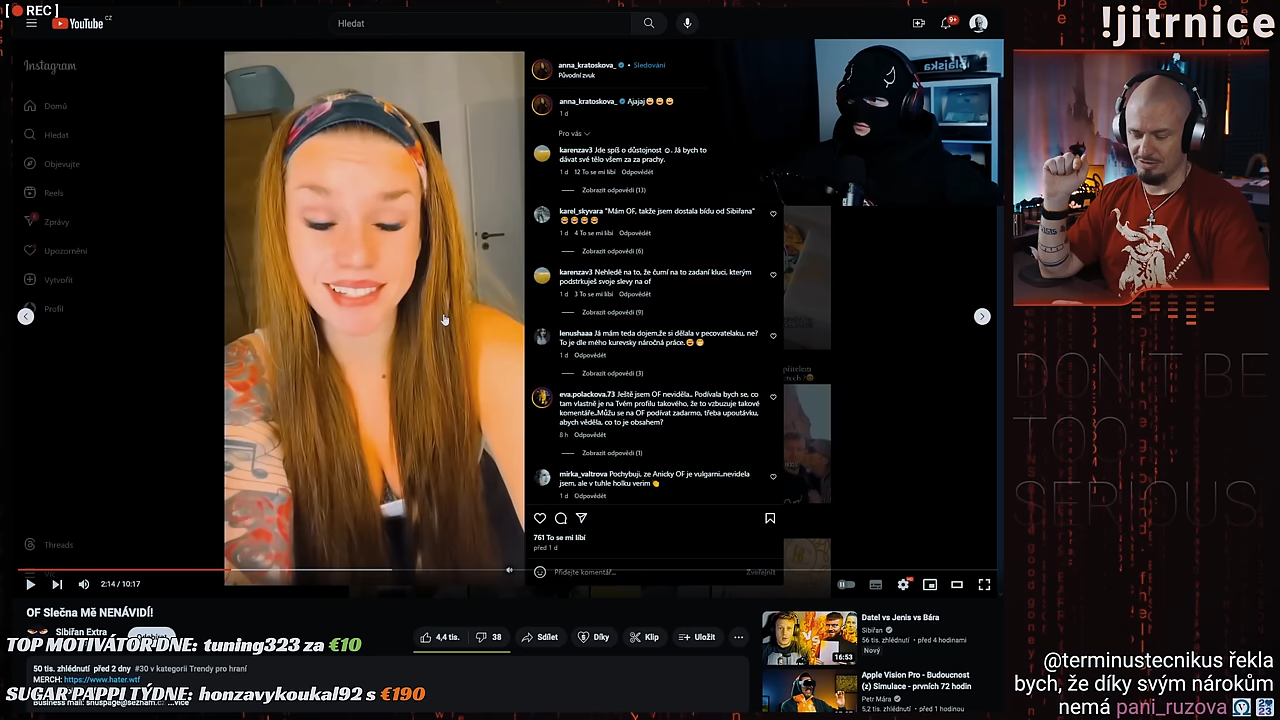 [ REC ]
YouTube CZ
Hledat
9+
!jitrnice
Instagram
Domů
Hledat
Objevujte
Reels
Zprávy
Upozornění
Vytvořit
Profil
Threads
anna_kratoskova_ • Sledování
Původní zvuk
anna_kratoskova_ Ajajaj😄😄😄
1 d
Pro vás
karenzav3 Jde spíš o důstojnost ☺. Já bych to
dávat své tělo všem za za prachy.
1 d 12 To se mi líbí Odpovědět
Zobrazit odpovědi (13)
karel_skyvara "Mám OF, takže jsem dostala bídu od Sibiřana"
😄😄😄😄
1 d 4 To se mi líbí Odpovědět
Zobrazit odpovědi (6)
karenzav3 Nehledě na to, že čumí na to zadaní kluci, kterým
podstrkuješ svoje slevy na of
1 d 3 To se mi líbí Odpovědět
Zobrazit odpovědi (9)
lenushaaa Já mám teda dojem,že si dělala v pecovatelaku, ne?
To je dle mého kurevsky náročná práce.😄😁
1 d Odpovědět
Zobrazit odpovědi (3)
eva.polackova.73 Ještě jsem OF neviděla.. Podívala bych se, co
tam vlastně je na Tvém profilu takového, že to vzbuzuje takové
komentáře..Můžu se na OF podívat zadarmo, třeba upoutávku,
abych věděla, co to je obsahem?
8 h Odpovědět
Zobrazit odpovědi (1)
mirka_valtrova Pochybuji, ze Anicky OF je vulgarni..nevidela
jsem, ale v tuhle holku verim 👏
1 d Odpovědět
761 To se mi líbí
před 1 d
Přidejte komentář...
Zveřejnit
2:14 / 10:17
OF Slečna Mě NENÁVIDÍ!
Sibiřan Extra
4,4 tis.
38
Sdílet
Díky
Klip
Uložit
TOP MOTIVÁTOR DNE: tuning323 za €10
50 tis. zhlédnutí před 2 dny #30 v kategorii Trendy pro hraní
MERCH: https://www.hater.wtf
SUGAR PAPPI TÝDNE: honzavykoukal92 s €190
Business mail: snuspage@seznam.cz ...více
Datel vs Jenis vs Bára
Sibiřan
56 tis. zhlédnutí • před 4 hodinami
Nový
16:53
Apple Vision Pro - Budoucnost
(z) Simulace - prvních 72 hodin
Petr Mára
5,2 tis. zhlédnutí • před 1 hodinou
DON'T BE
TOO
SERIOUS
@terminustecnikus řekla
bych, že díky svým nárokům
nemá pani_ruzova